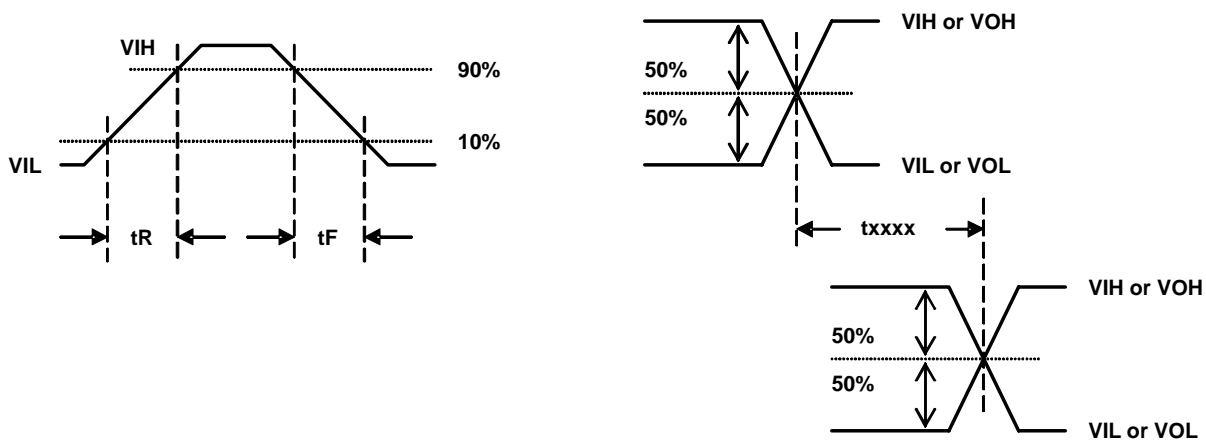 VIH
90%
10%
VIL
tR
tF
VIH or VOH
50%
50%
VIL or VOL
txxxx
VIH or VOH
50%
50%
VIL or VOL